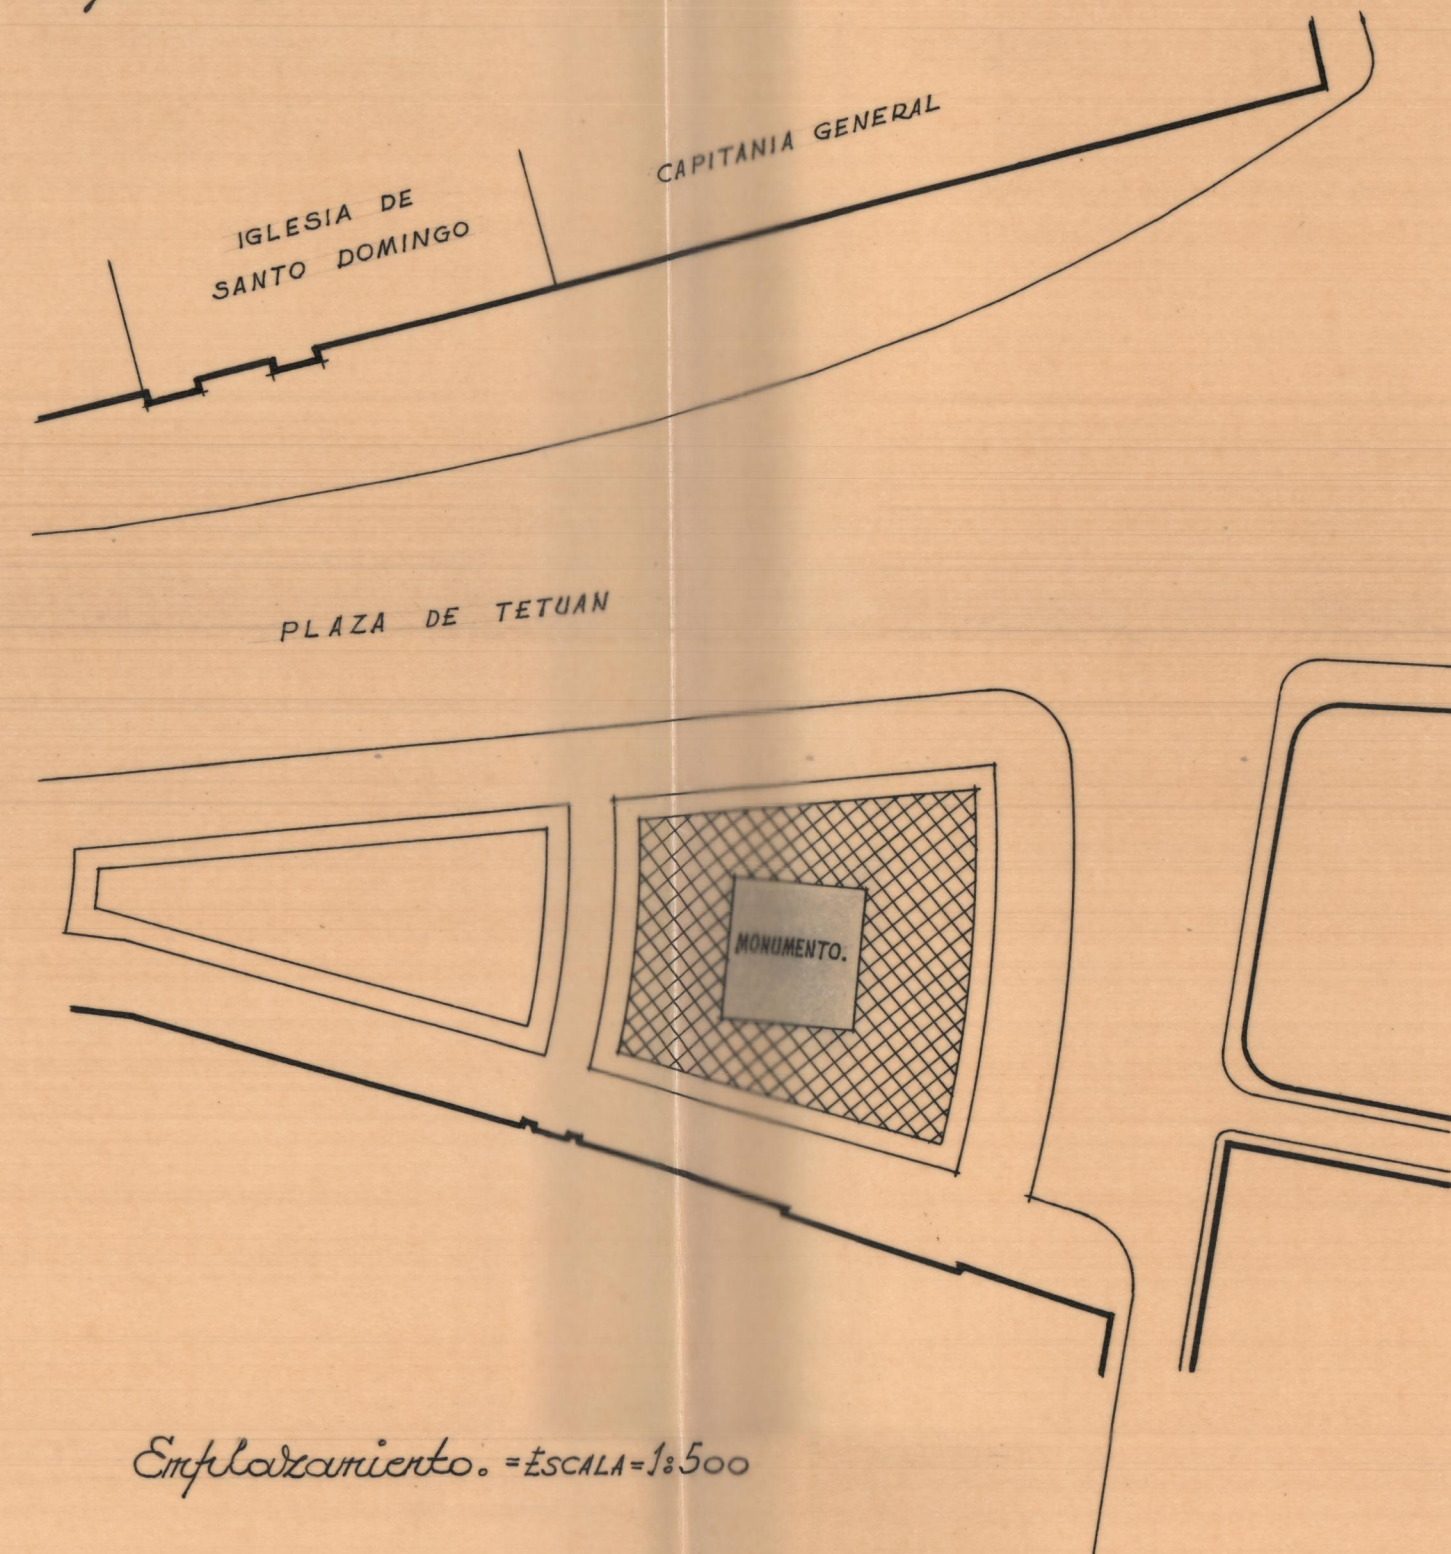 CAPITANIA GENERAL
IGLESIA DE
SANTO DOMINGO
PLAZA DE TETUAN
MONUMENTO.
Emplazamiento. =ESCALA=1:500